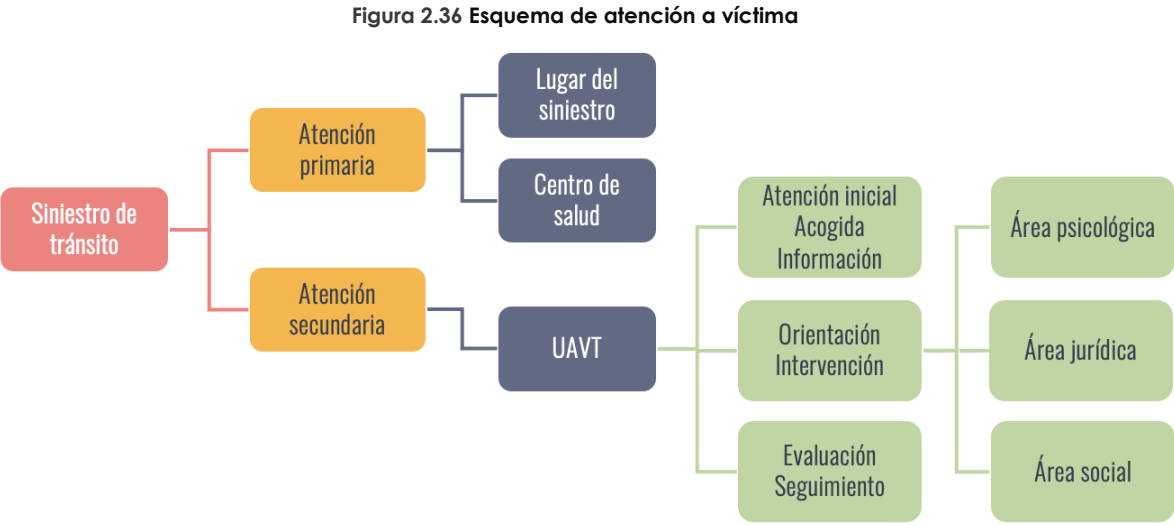 Figura 2.36 Esquema de atención a víctima
Siniestro de
tránsito
Atención
primaria
Atención
secundaria
Lugar del
siniestro
Centro de
salud
UAVT
Atención inicial
Acogida
Información
Orientación
Intervención
Evaluación
Seguimiento
Área psicológica
Área jurídica
Área social